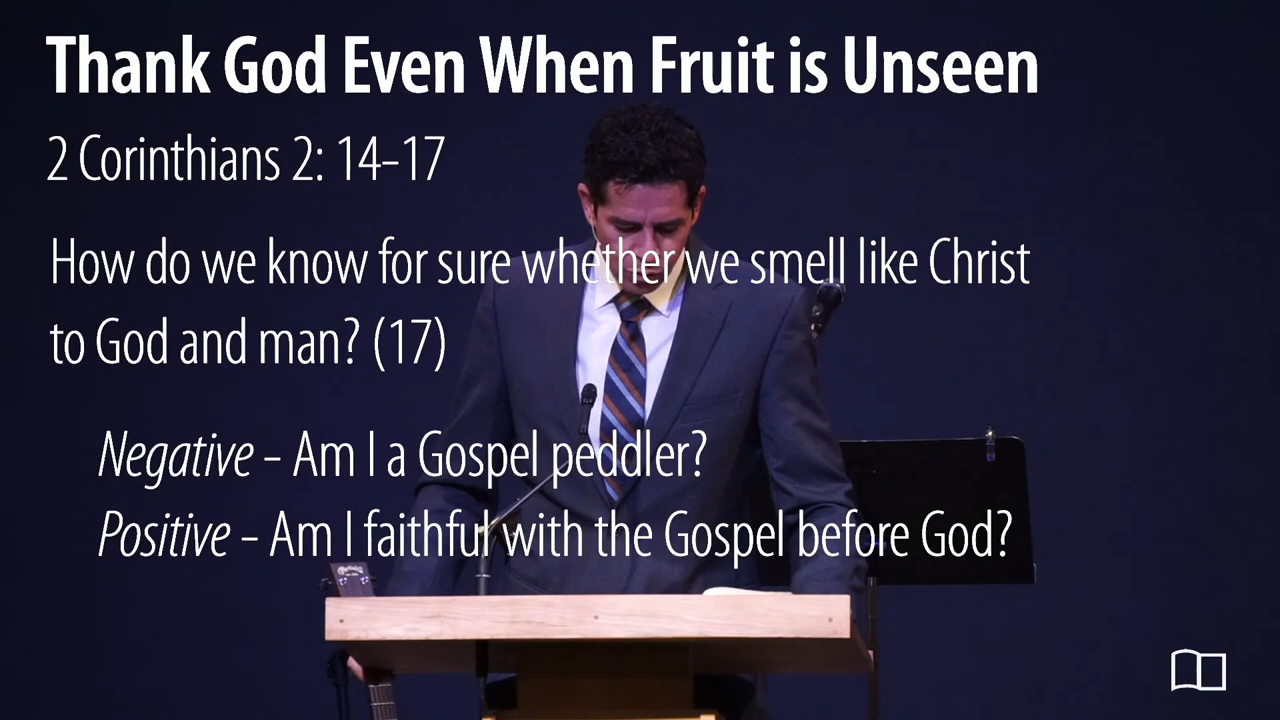 Thank God Even When Fruit is Unseen
2 Corinthians 2: 14-17
How do we know for sure whether we smell like Christ
to God and man? (17)
Negative – Am I a Gospel peddler?
Positive – Am I faithful with the Gospel before God?